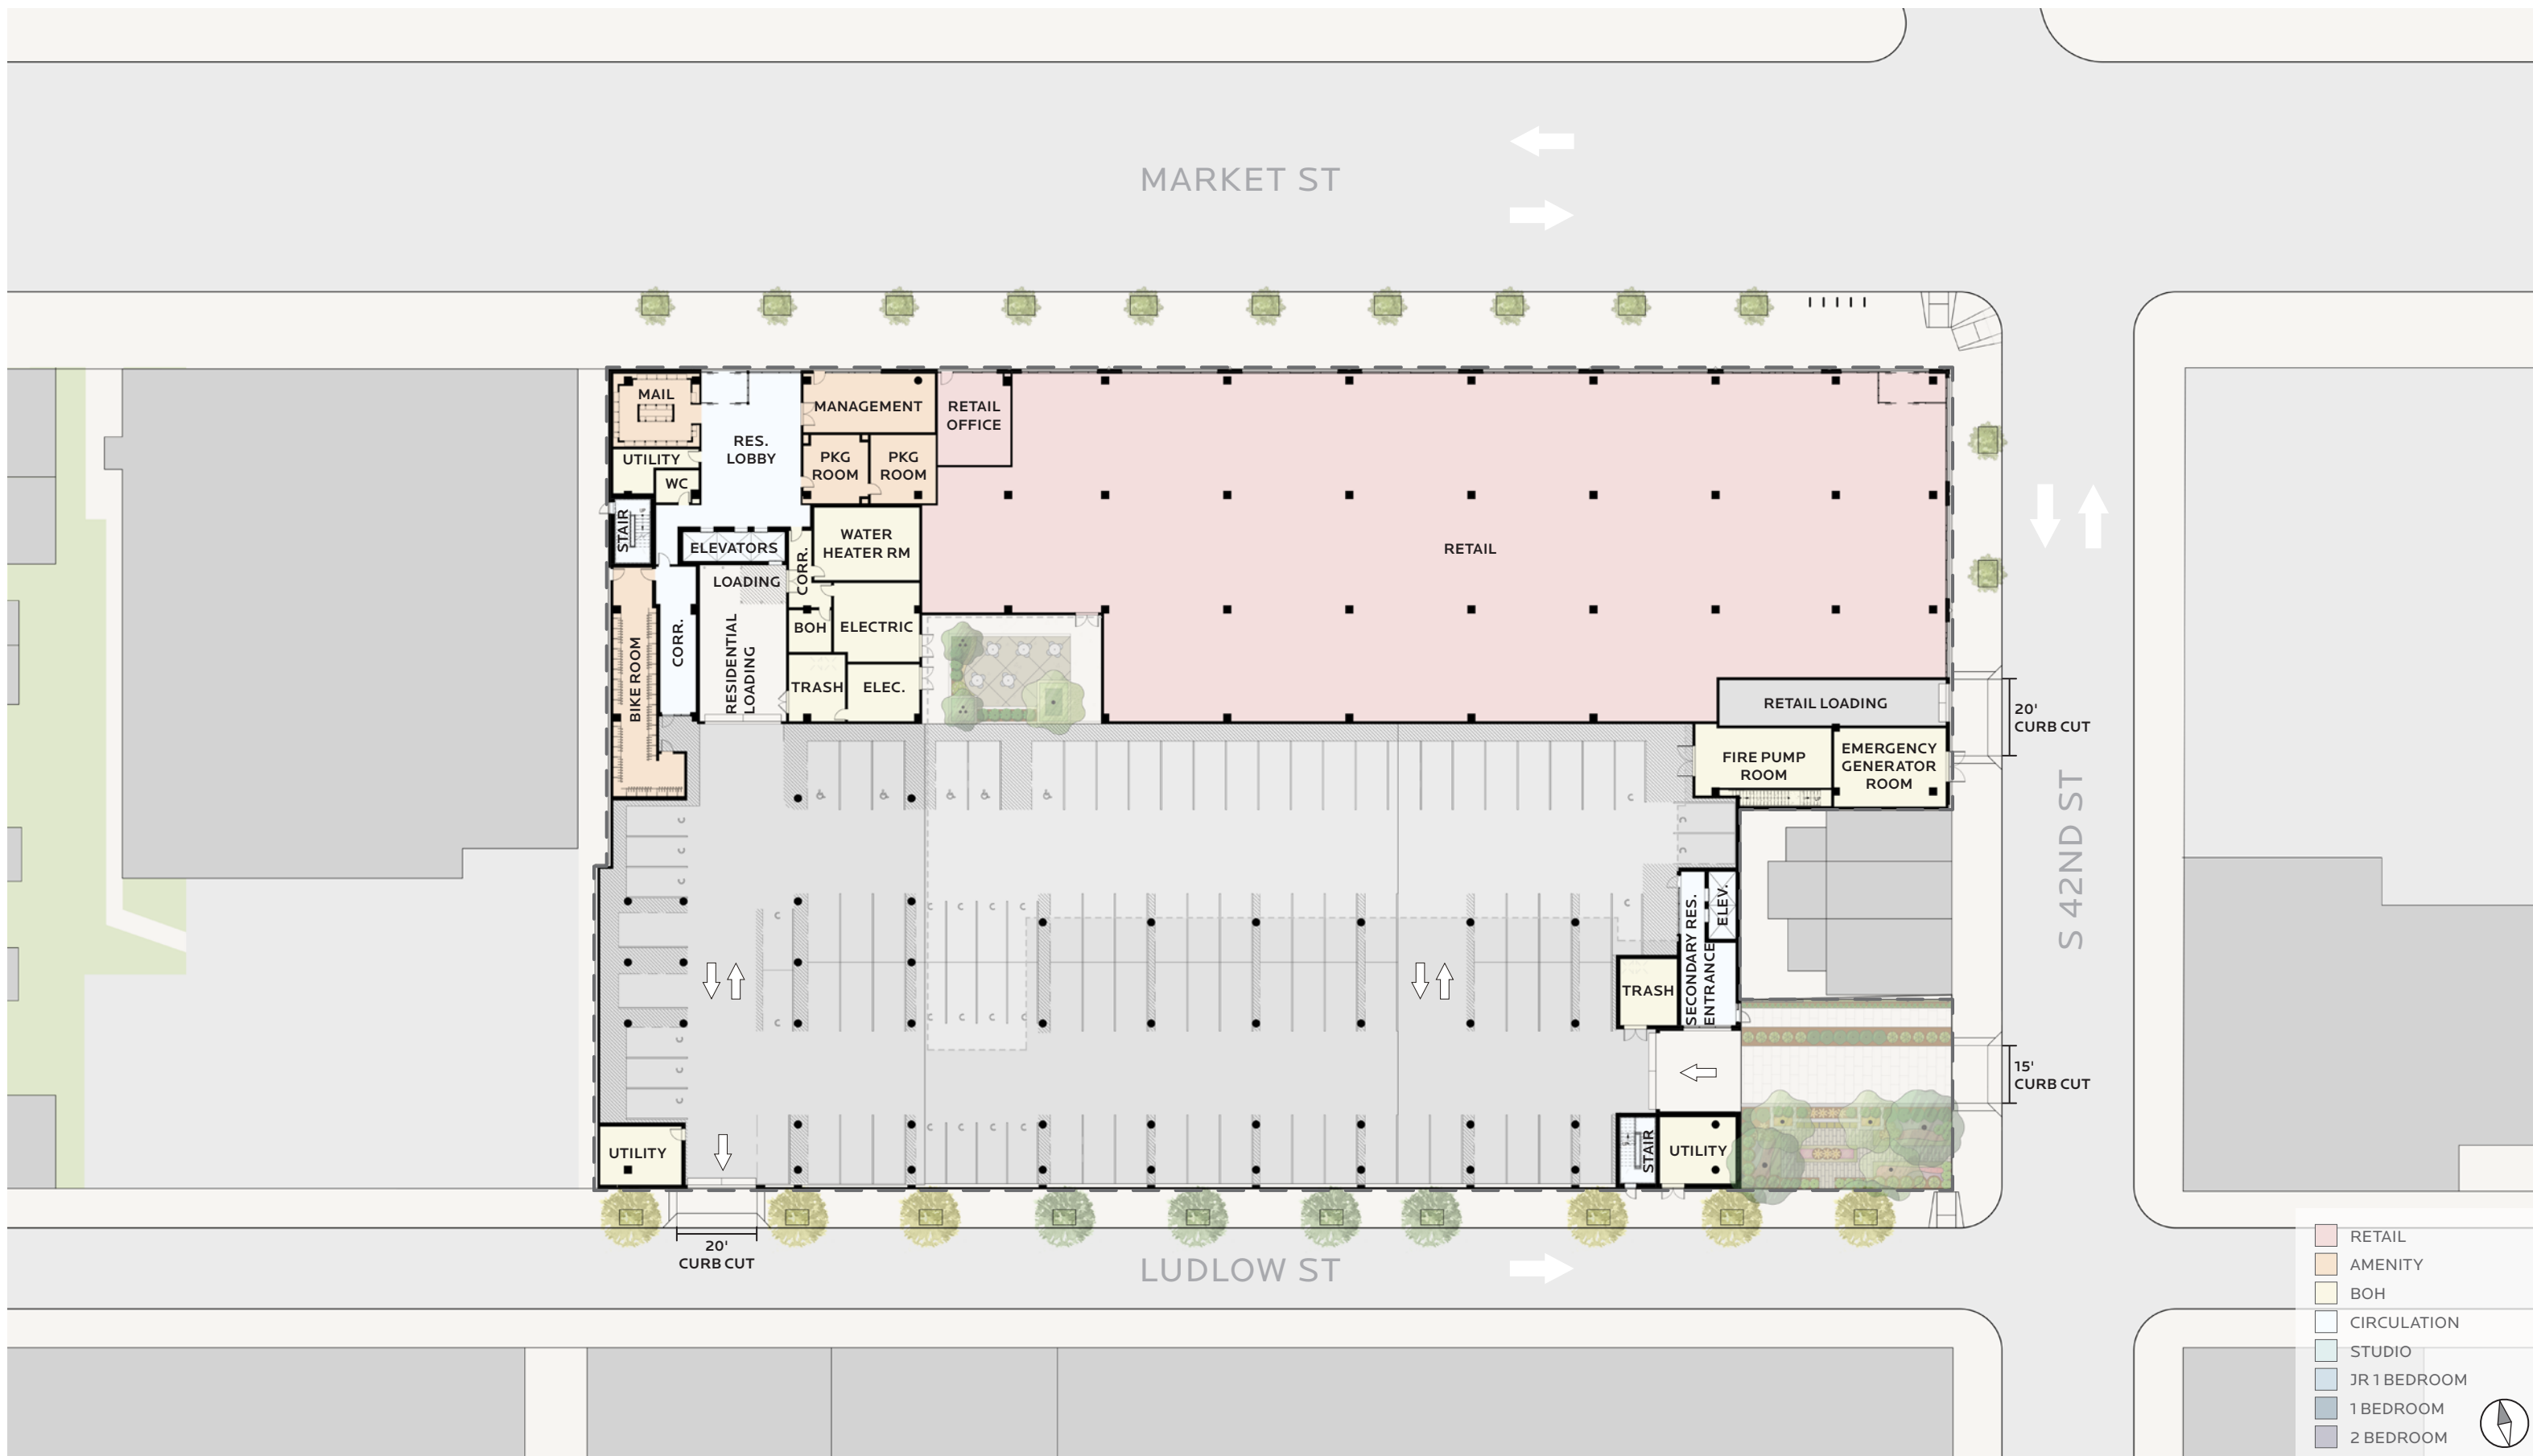 MARKET ST
MAIL
MANAGEMENT
RETAIL
OFFICE
RES.
LOBBY
UTILITY
PKG
ROOM
PKG
ROOM
WC
STAIR
ELEVATORS
CORR.
WATER
HEATER RM
RETAIL
LOADING
RESIDENTIAL
LOADING
BOH
ELECTRIC
CORR.
BIKE ROOM
TRASH
ELEC.
RETAIL LOADING
20'
CURB CUT
FIRE PUMP
ROOM
EMERGENCY
GENERATOR
ROOM
S 42ND ST
ELEV.
SECONDARY RES.
ENTRANCE
TRASH
15'
CURB CUT
UTILITY
STAIR
UTILITY
20'
CURB CUT
LUDLOW ST
RETAIL
AMENITY
BOH
CIRCULATION
STUDIO
JR 1 BEDROOM
1 BEDROOM
2 BEDROOM